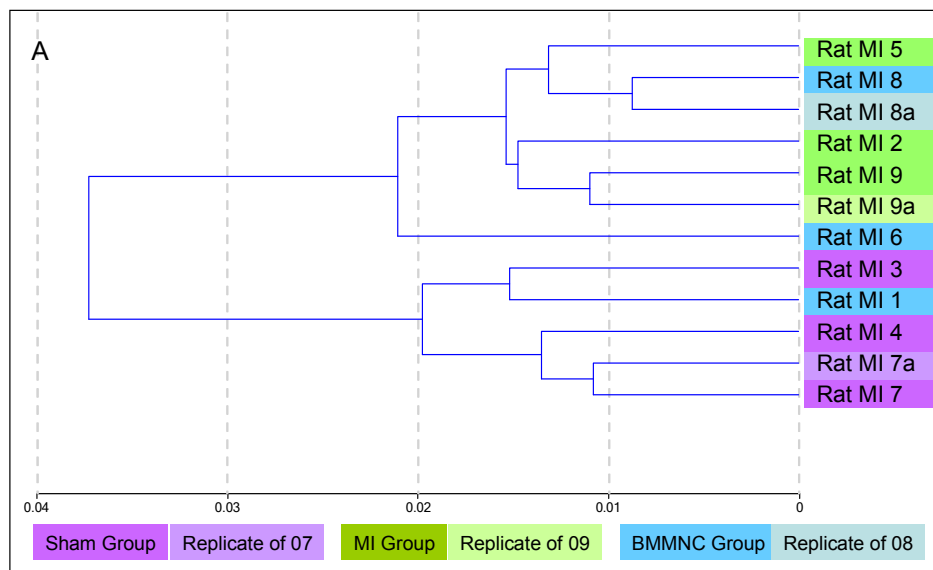 A
Rat MI 5
Rat MI 8
Rat MI 8a
Rat MI 2
Rat MI 9
Rat MI 9a
Rat MI 6
Rat MI 3
Rat MI 1
Rat MI 4
Rat MI 7a
Rat MI 7
0.04 0.03 0.02 0.01 0
Sham Group Replicate of 07 MI Group Replicate of 09 BMMNC Group Replicate of 08